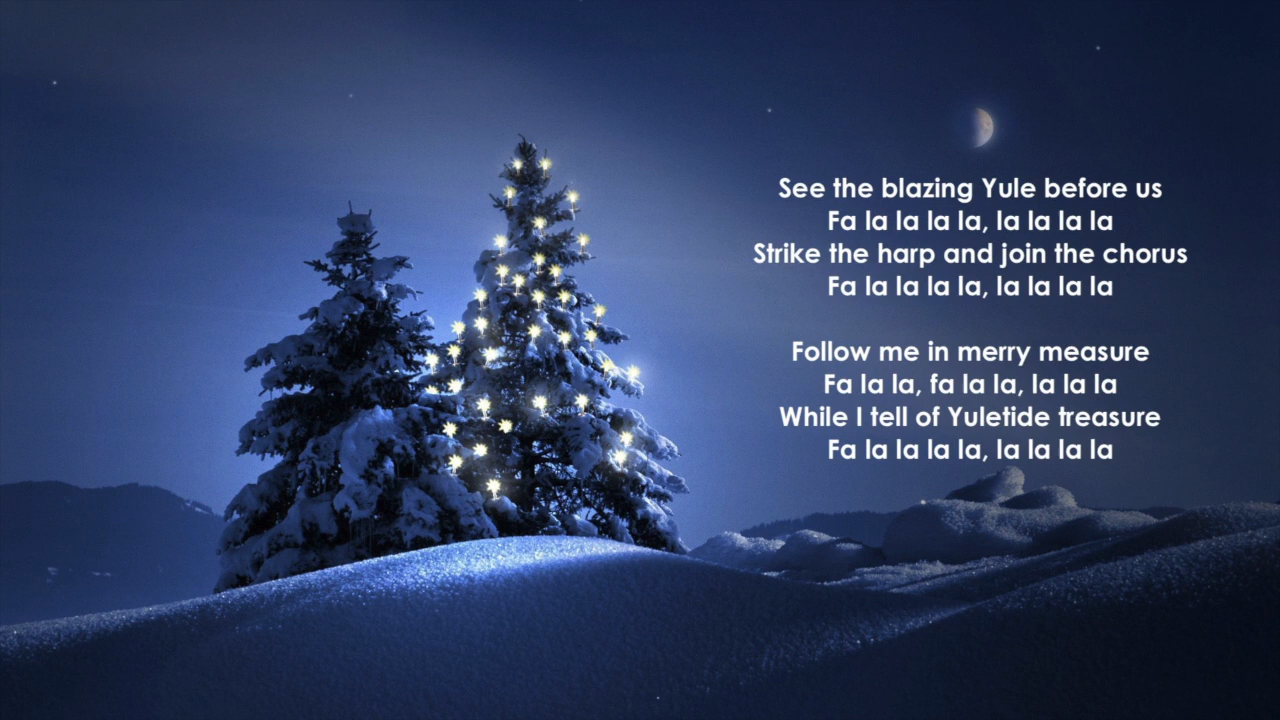 See the blazing Yule before us
Fa la la la la, la la la la
Strike the harp and join the chorus
Fa la la la la, la la la la
Follow me in merry measure
Fa la la, fa la la, la la la
While I tell of Yuletide treasure
Fa la la la la, la la la la